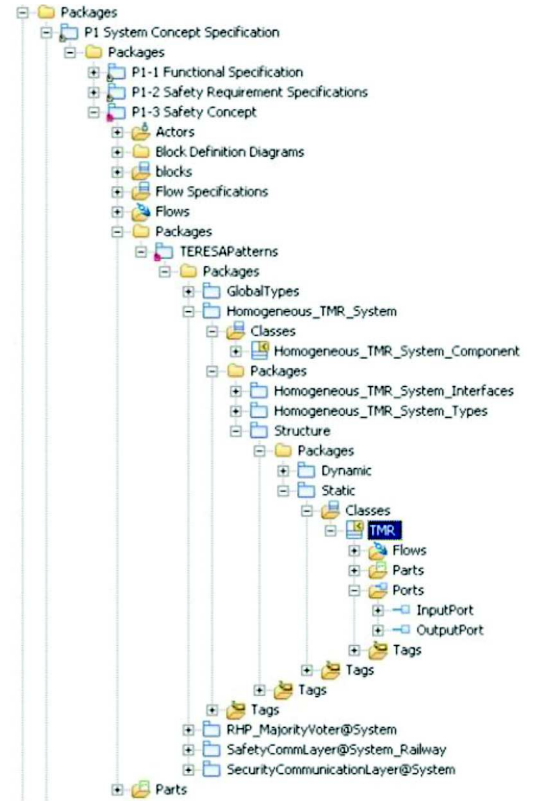 Packages
P1 System Concept Specification
Packages
P1-1 Functional Specification
P1-2 Safety Requirement Specifications
P1-3 Safety Concept
Actors
Block Definition Diagrams
blocks
Flow Specifications
Flows
Packages
TERESAPatterns
Packages
GlobalTypes
Homogeneous_TMR_System
Classes
Homogeneous_TMR_System_Component
Packages
Homogeneous_TMR_System_Interfaces
Homogeneous_TMR_System_Types
Structure
Packages
Dynamic
Static
Classes
TMR
Flows
Parts
Ports
InputPort
OutputPort
Tags
Tags
Tags
Tags
RHP_MajorityVoter@System
SafetyCommLayer@System_Railway
SecurityCommunicationLayer@System
Parts